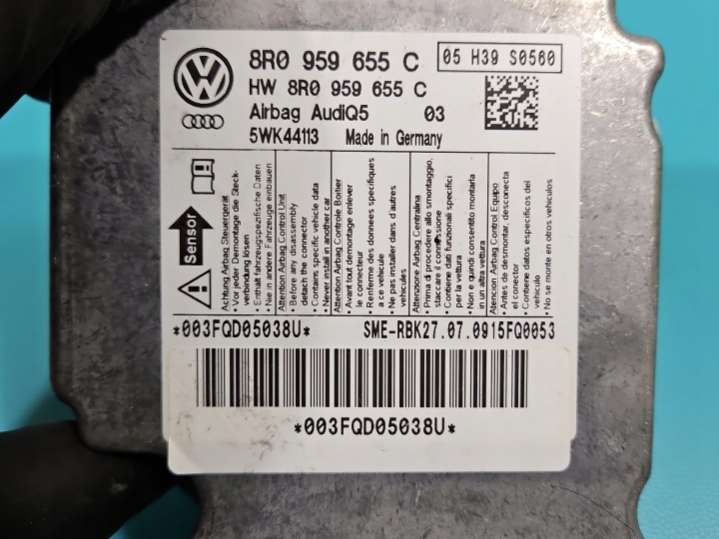 8R0 959 655 C
05 H39 S0560
HW 8R0 959 655 C
Airbag AudiQ5 03
5WK44113 Made in Germany
Sensor
Achtung Airbag Steuergerät
• Vor jeder Demontage die Steck-
verbindung lösen
• Enthält fahrzeugspezifische Daten
• Nie in andere Fahrzeuge einbauen
Attention Airbag Control Unit
• Before any disassembly
detach the connector
• Contains specific vehicle data
• Never install in another car
Attention Airbag Controle Boitier
• Avant tout demontage enlever
le connecteur
• Renferme des donnees specifiques
a ce vehicule
• Ne pas installer dans d'autres
vehicules
Attenzione Airbag Centralina
• Prima di procedere allo smontaggio,
staccare il connessione
• Contiene dati funzionali specifici
per la vettura
• Non e quindi consentito montarla
in un altra vettura
Atencion Airbag Control Equipo
• Antes de desmontar, desconecta
el conector
• Contiene datos especificos del
vehiculo
• No se monte en otros vehiculos
*003FQD05038U* SME-RBK27.07.0915FQ0053
*003FQD05038U*